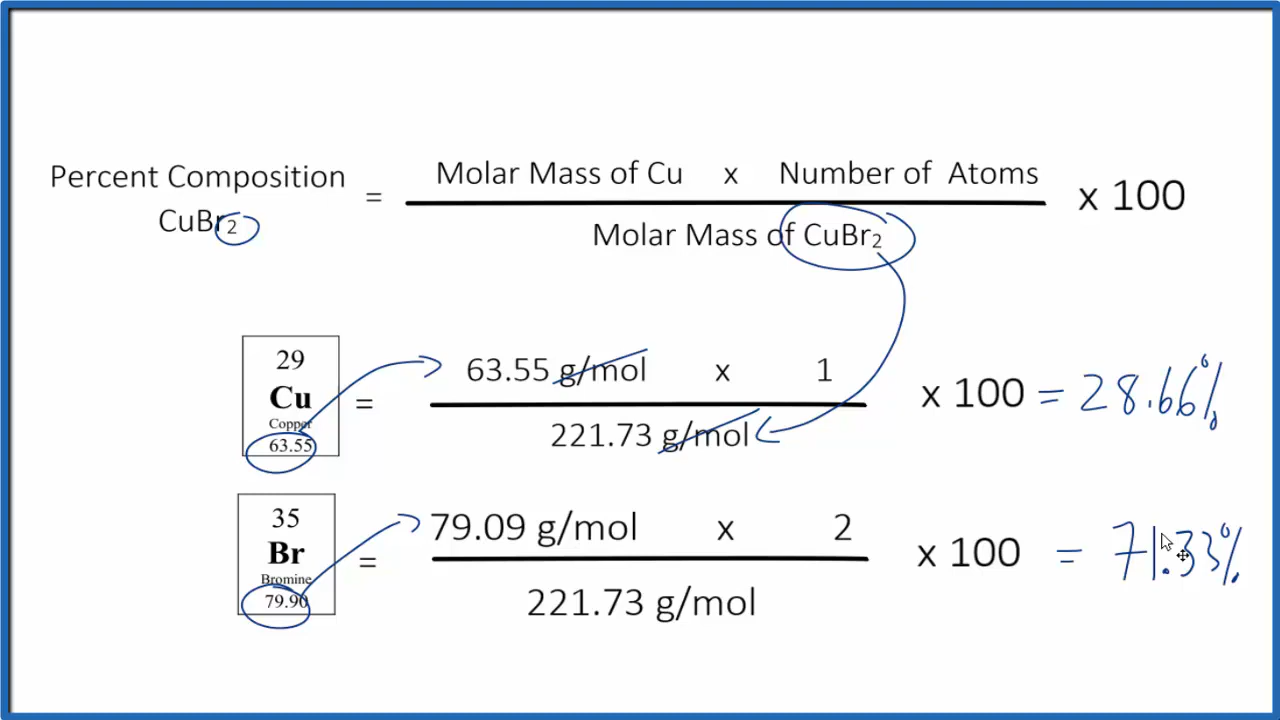 Percent Composition
CuBr₂
=
Molar Mass of Cu x Number of Atoms
Molar Mass of CuBr₂
x 100
29
Cu
Copper
63.55
=
63.55 g/mol x 1
221.73 g/mol
x 100 = 28.66%
35
Br
Bromine
79.90
=
79.09 g/mol x 2
221.73 g/mol
x 100 = 71.33%